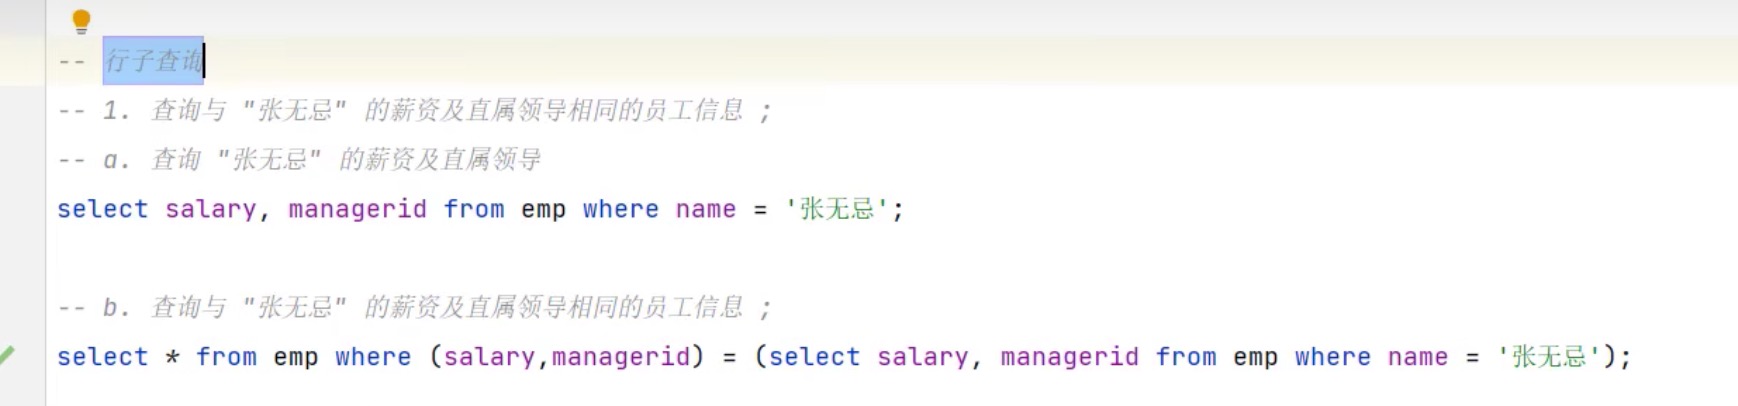 -- 行子查询
-- 1. 查询与 "张无忌" 的薪资及直属领导相同的员工信息 ;
-- a. 查询 "张无忌" 的薪资及直属领导
select salary, managerid from emp where name = '张无忌';
-- b. 查询与 "张无忌" 的薪资及直属领导相同的员工信息 ;
select * from emp where (salary,managerid) = (select salary, managerid from emp where name = '张无忌');